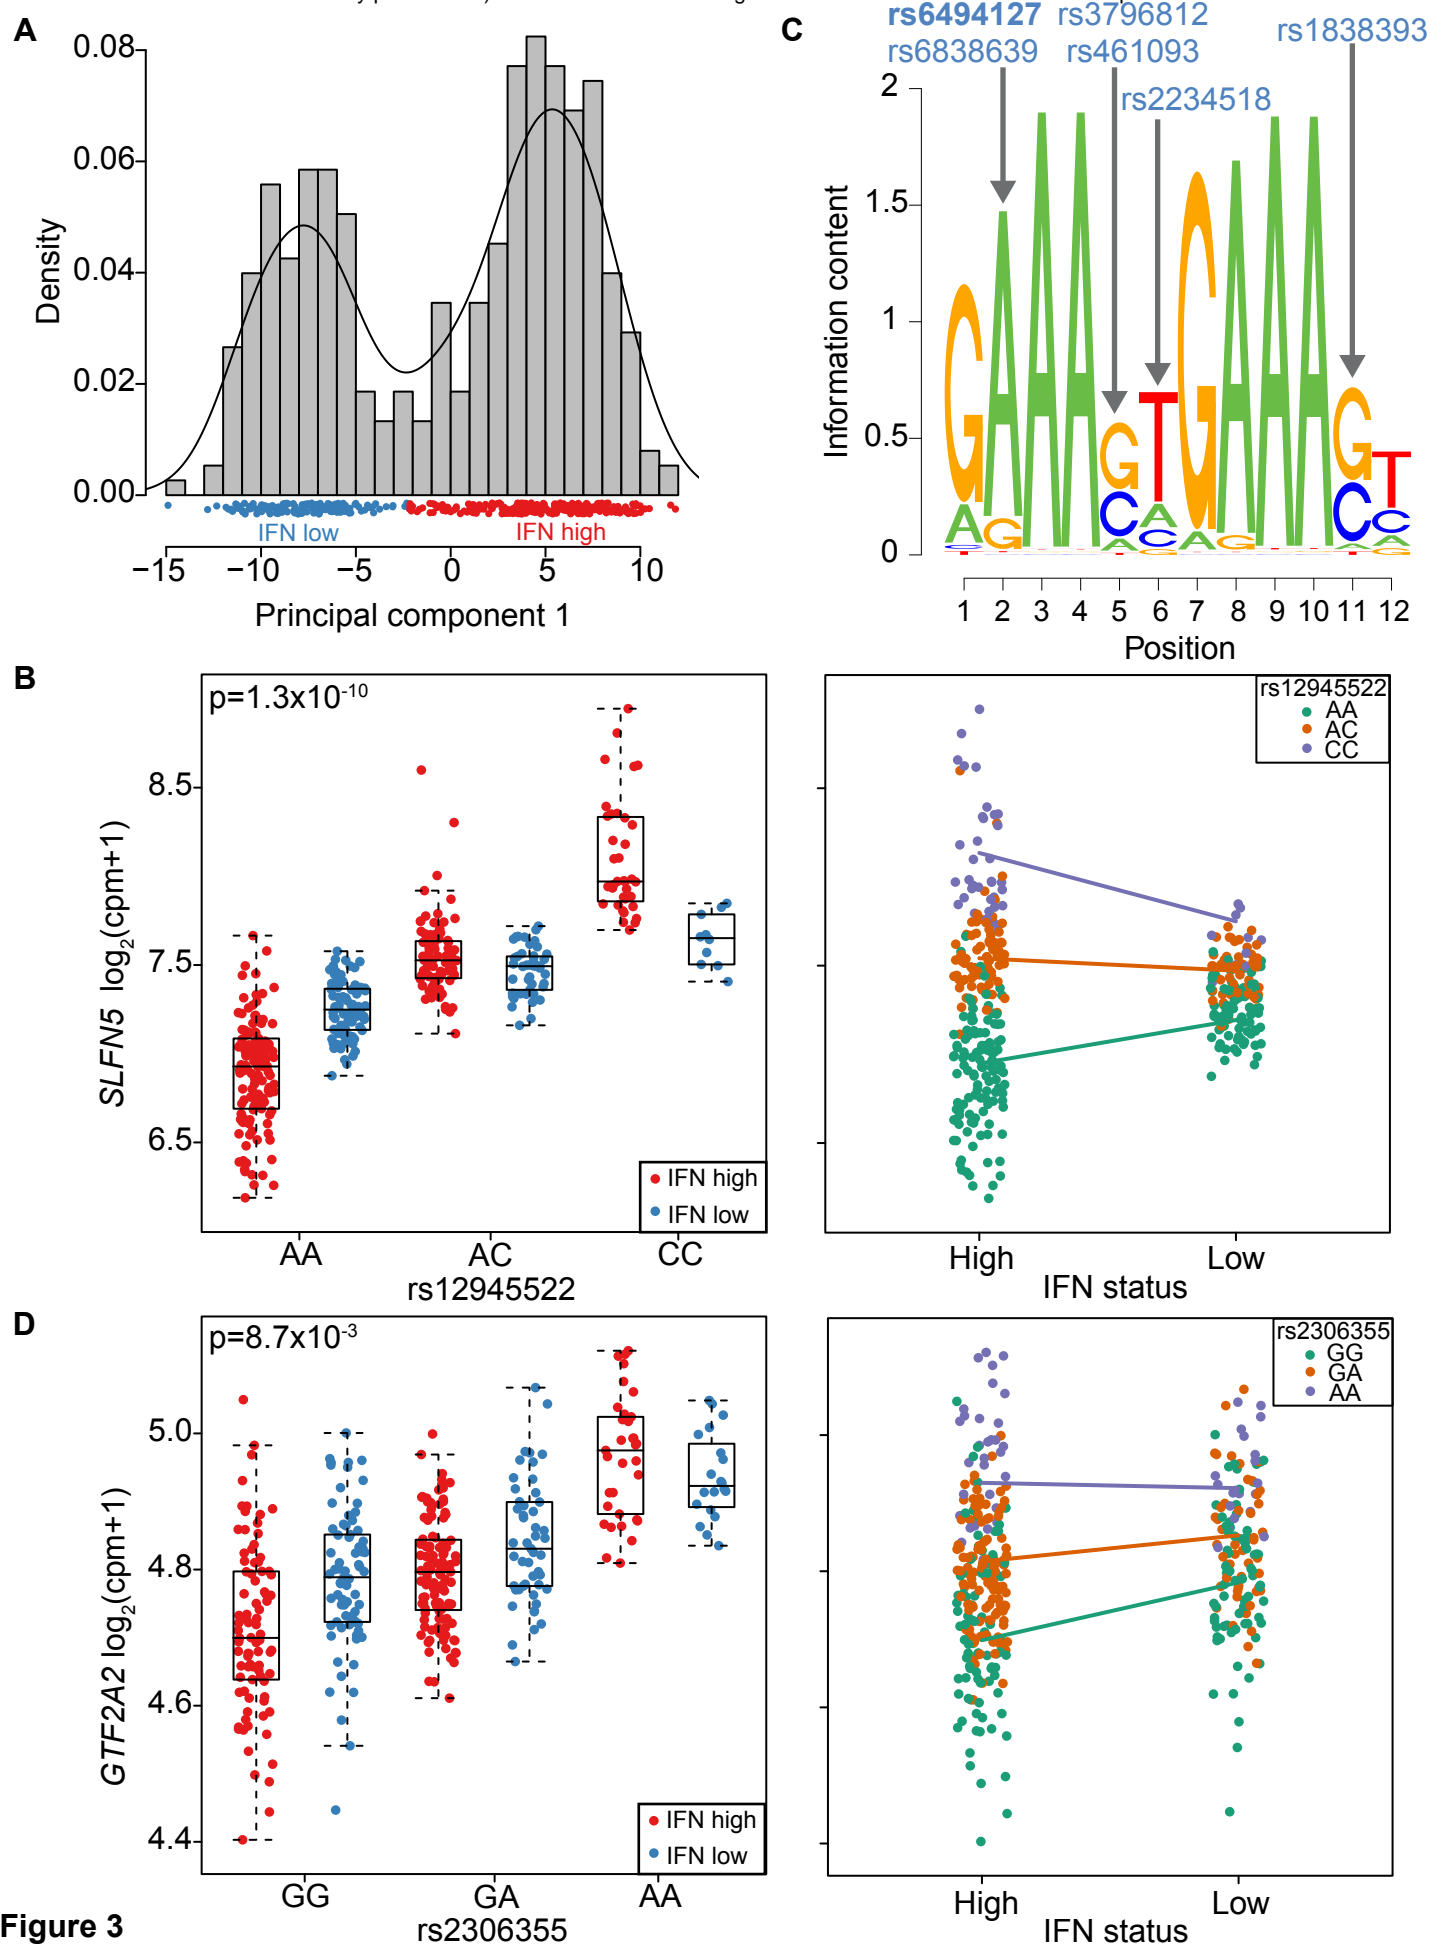 A
0.08
0.06
0.04
0.02
0.00
Density
IFN low
IFN high
−15
−10
−5
0
5
10
Principal component 1
C
rs6494127 rs3796812
rs6838639 rs461093
rs1838393
rs2234518
2
1.5
1
0.5
0
Information content
1 2 3 4 5 6 7 8 9 10 11 12
Position
B
p=1.3x10-10
8.5
7.5
6.5
SLFN5 log2(cpm+1)
IFN high
IFN low
AA
AC
CC
rs12945522
rs12945522
AA
AC
CC
High
Low
IFN status
D
p=8.7x10-3
5.0
4.8
4.6
4.4
GTF2A2 log2(cpm+1)
IFN high
IFN low
GG
GA
AA
rs2306355
rs2306355
GG
GA
AA
High
Low
IFN status
Figure 3